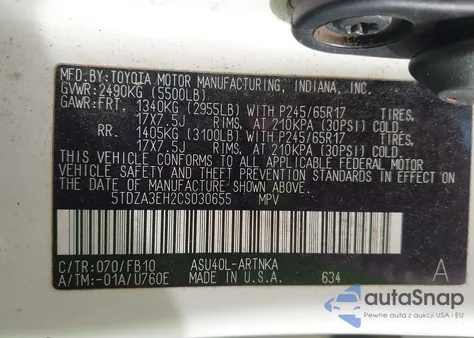 MFD.BY:TOYOTA MOTOR MANUFACTURING, INDIANA, INC.
GVWR:2490KG(5500LB)
GAWR:FRT. 1340KG(2955LB) WITH P245/65R17 TIRES,
17X7.5J RIMS, AT 210KPA(30PSI) COLD
RR. 1405KG(3100LB) WITH P245/65R17 TIRES,
17X7.5J RIMS, AT 210KPA(30PSI) COLD.
THIS VEHICLE CONFORMS TO ALL APPLICABLE FEDERAL MOTOR
VEHICLE SAFETY AND THEFT PREVENTION STANDARDS IN
EFFECT ON THE DATE OF MANUFACTURE SHOWN ABOVE.
5TDZA3EH2CS030655 MPV
C/TR:070/FB10 ASU40L-ARTNKA A
A/TM:-01A/U760E MADE IN U.S.A. 634
autoSnap
Pewne auta z aukcji USA i EU